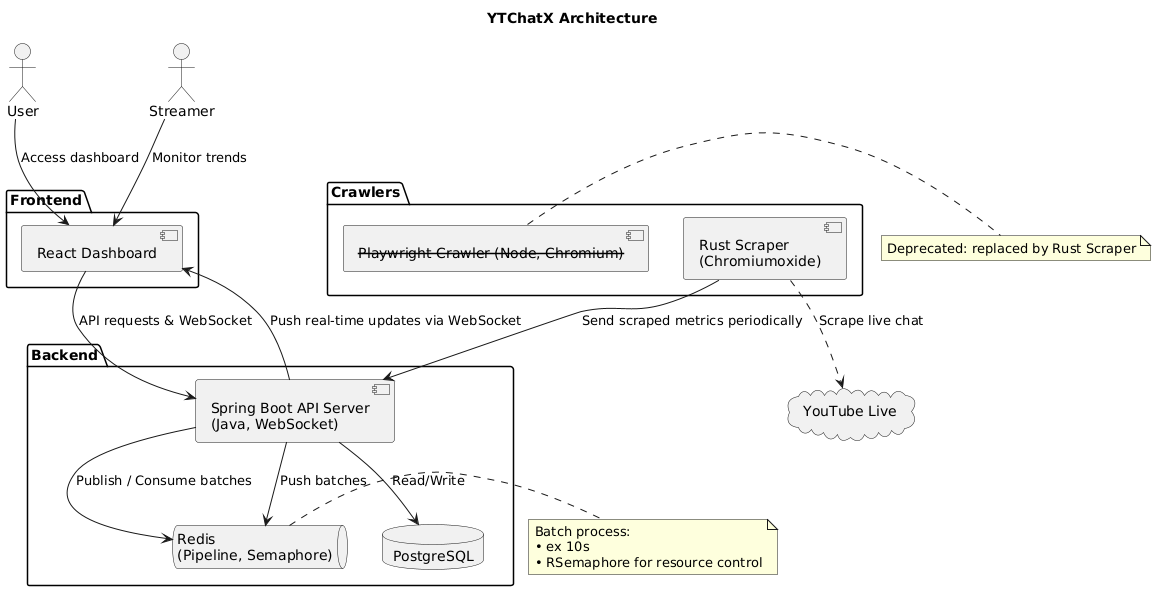 YTChatX Architecture
User
Streamer
Access dashboard
Monitor trends
Frontend
React Dashboard
Crawlers
Playwright Crawler (Node, Chromium)
Rust Scraper
(Chromiumoxide)
Deprecated: replaced by Rust Scraper
API requests & WebSocket
Push real-time updates via WebSocket
Send scraped metrics periodically
Scrape live chat
Backend
Spring Boot API Server
(Java, WebSocket)
YouTube Live
Publish / Consume batches
Push batches
Read/Write
Redis
(Pipeline, Semaphore)
PostgreSQL
Batch process:
• ex 10s
• RSemaphore for resource control